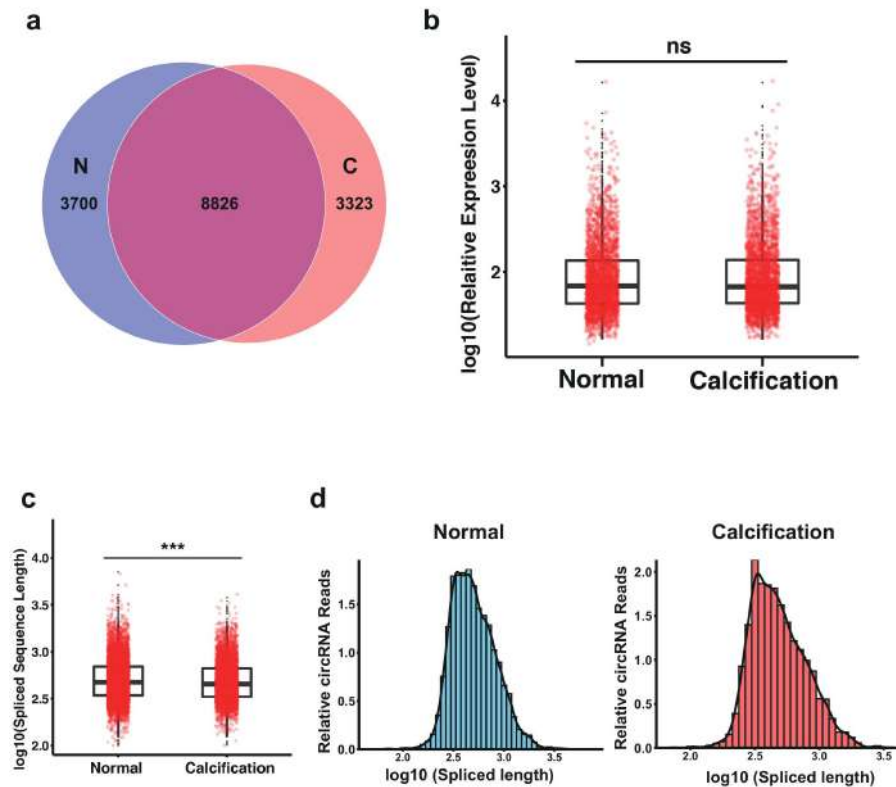 a
N
3700
8826
C
3323
b
ns
log10(Relaitive Expreesion Level)
4
3
2
Normal
Calcification
c
***
log10(Spliced Sequence Length)
4.0
3.5
3.0
2.5
2.0
Normal
Calcification
d
Normal
Relative circRNA Reads
1.5
1.0
0.5
0.0
2.0
2.5
3.0
3.5
log10 (Spliced length)
Calcification
Relative circRNA Reads
2.0
1.5
1.0
0.5
0.0
2.0
2.5
3.0
3.5
log10 (Spliced length)